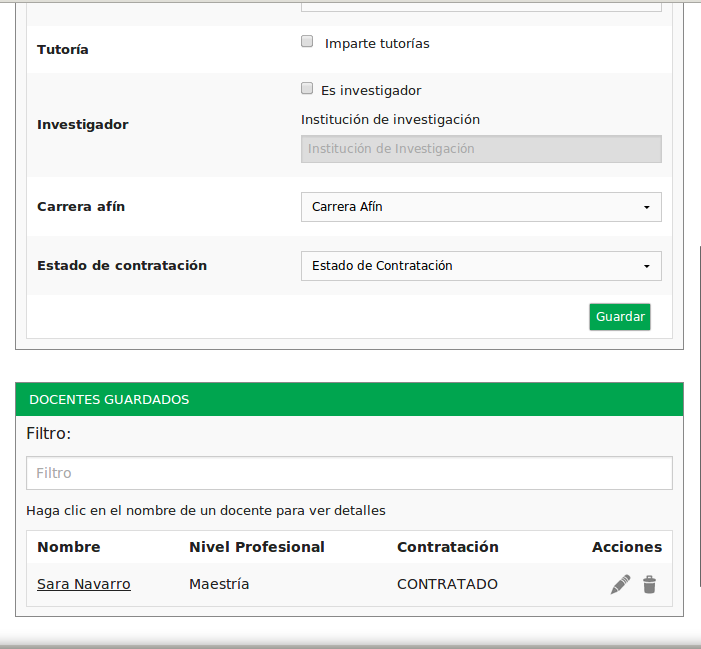 Tutoría
Imparte tutorías
Es investigador
Investigador
Institución de investigación
Institución de Investigación
Carrera afín
Carrera Afín
Estado de contratación
Estado de Contratación
Guardar
DOCENTES GUARDADOS
Filtro:
Filtro
Haga clic en el nombre de un docente para ver detalles
Nombre Nivel Profesional Contratación Acciones
Sara Navarro Maestría CONTRATADO